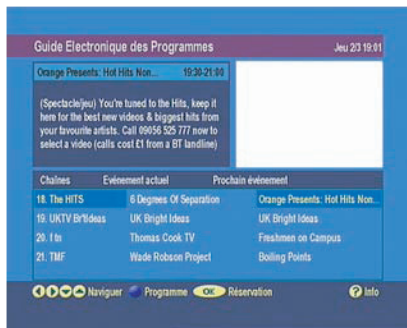 Guide Electronique des Programmes Jeu 2/3 19:01
Orange Presents: Hot Hits Non... 19:30-21:00
(Spectacle/jeu) You're tuned to the Hits, keep it
here for the best new videos & biggest hits from
your favourite artists. Call 09056 525 777 now to
select a video (calls cost £1 from a BT landline)
Chaînes Evénement actuel Prochain événement
18. The HITS 6 Degrees Of Separation Orange Presents: Hot Hits Non...
19. UKTV Br'tIdeas UK Bright Ideas UK Bright Ideas
20. f tn Thomas Cook TV Freshmen on Campus
21. TMF Wade Robson Project Boiling Points
Naviguer Programme OK Réservation ? Info